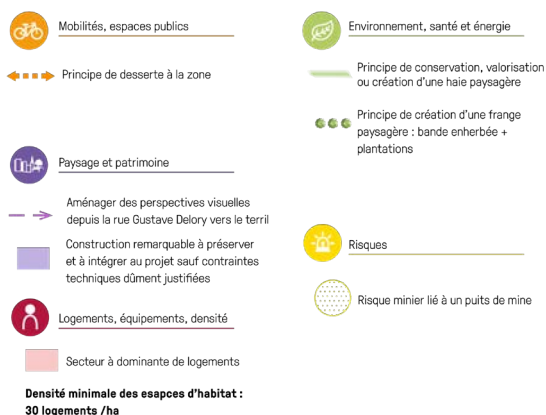 Mobilités, espaces publics
Principe de desserte à la zone
Paysage et patrimoine
Aménager des perspectives visuelles
depuis la rue Gustave Delory vers le terril
Construction remarquable à préserver
et à intégrer au projet sauf contraintes
techniques dûment justifiées
Logements, équipements, densité
Secteur à dominante de logements
Densité minimale des esapces d'habitat :
30 logements /ha
Environnement, santé et énergie
Principe de conservation, valorisation
ou création d'une haie paysagère
Principe de création d'une frange
paysagère : bande enherbée +
plantations
Risques
Risque minier lié à un puits de mine